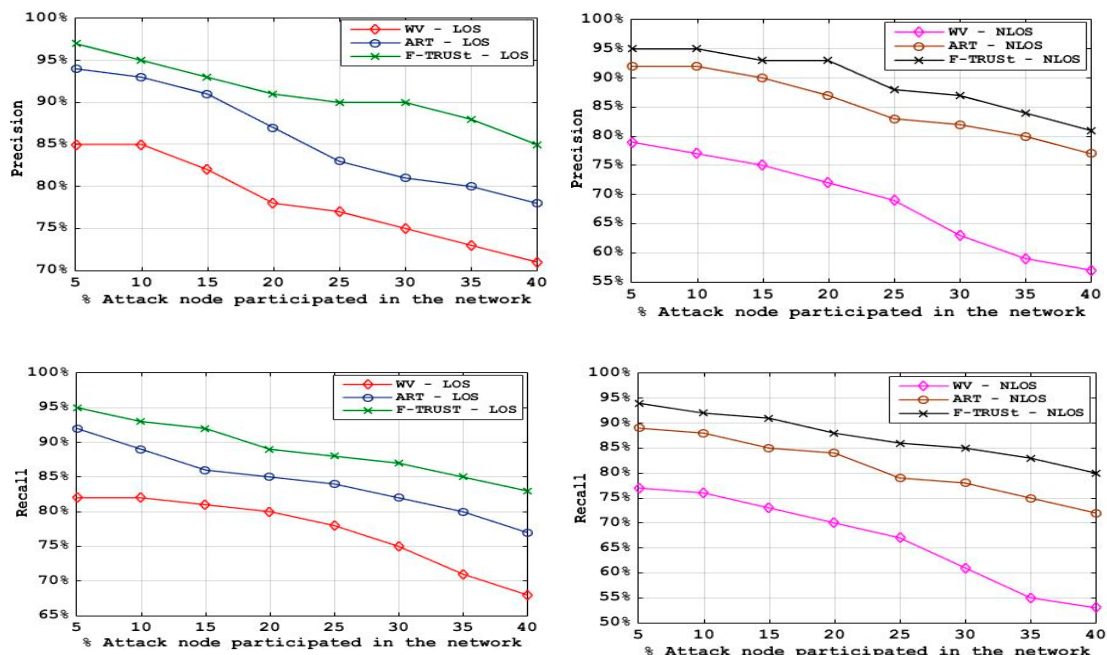 100%
95%
90%
85%
80%
75%
70%
Precision
WV - LOS
ART - LOS
F-TRUSt - LOS
5 10 15 20 25 30 35 40
% Attack node participated in the network
100%
95%
90%
85%
80%
75%
70%
65%
60%
55%
Precision
WV - NLOS
ART - NLOS
F-TRUSt - NLOS
5 10 15 20 25 30 35 40
% Attack node participated in the network
100%
95%
90%
85%
80%
75%
70%
65%
Recall
WV - LOS
ART - LOS
F-TRUST - LOS
5 10 15 20 25 30 35 40
% Attack node participated in the network
100%
95%
90%
85%
80%
75%
70%
65%
60%
55%
50%
Recall
WV - NLOS
ART - NLOS
F-TRUSt - NLOS
5 10 15 20 25 30 35 40
% Attack node participated in the network